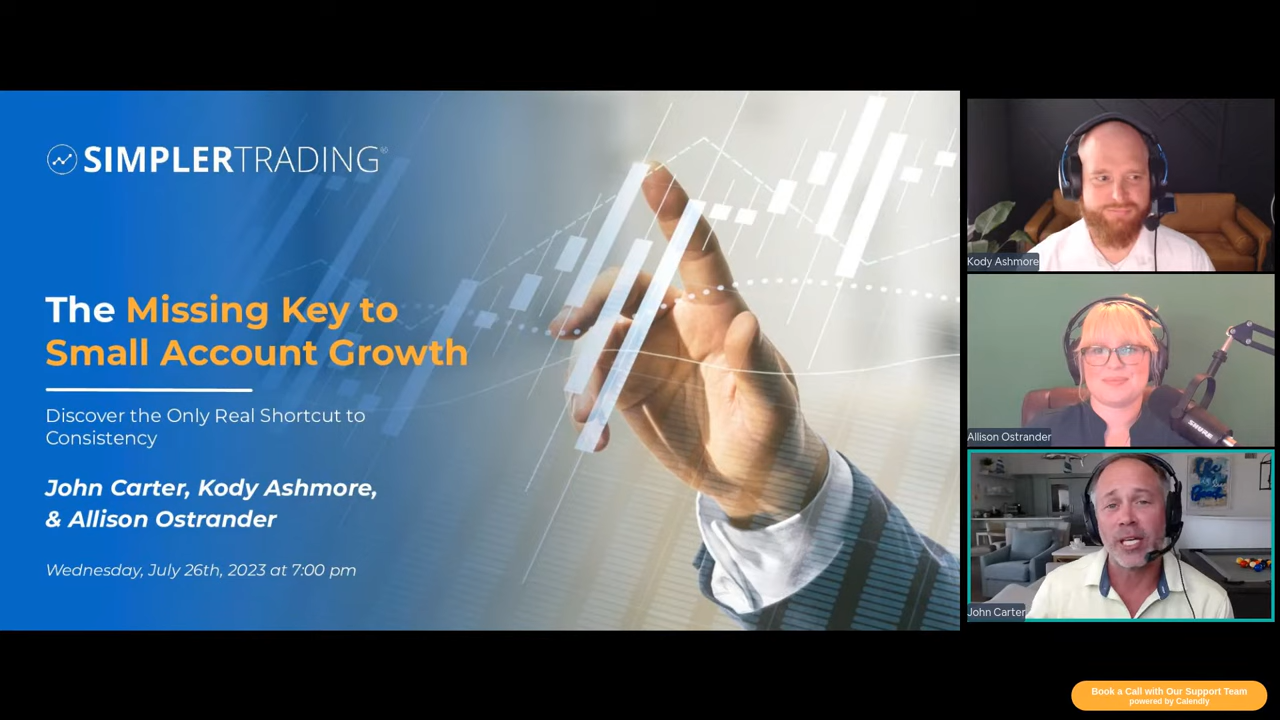 SIMPLERTRADING®
The Missing Key to
Small Account Growth
Discover the Only Real Shortcut to
Consistency
John Carter, Kody Ashmore,
& Allison Ostrander
Wednesday, July 26th, 2023 at 7:00 pm
Kody Ashmore
Allison Ostrander
SHURE
John Carter
Book a Call with Our Support Team
powered by Calendly